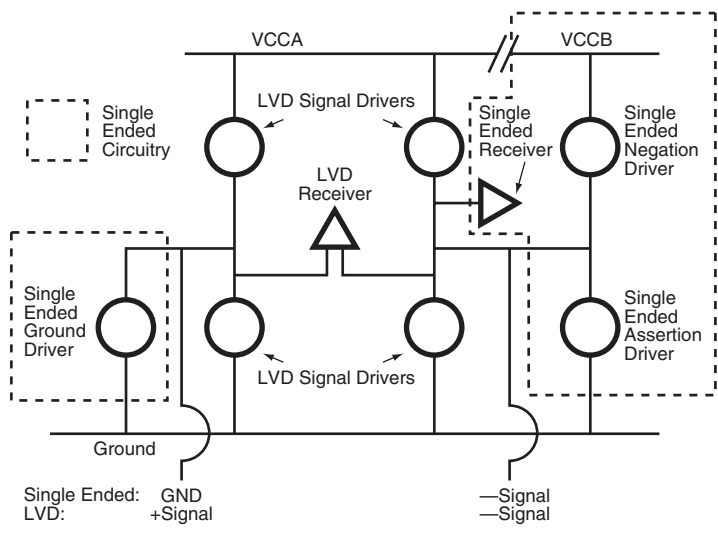 VCCA
VCCB
LVD Signal Drivers
Single
Ended
Circuitry
Single
Ended
Receiver
Single
Ended
Negation
Driver
LVD
Receiver
Single
Ended
Ground
Driver
Single
Ended
Assertion
Driver
LVD Signal Drivers
Ground
Single Ended: GND —Signal
LVD: +Signal —Signal